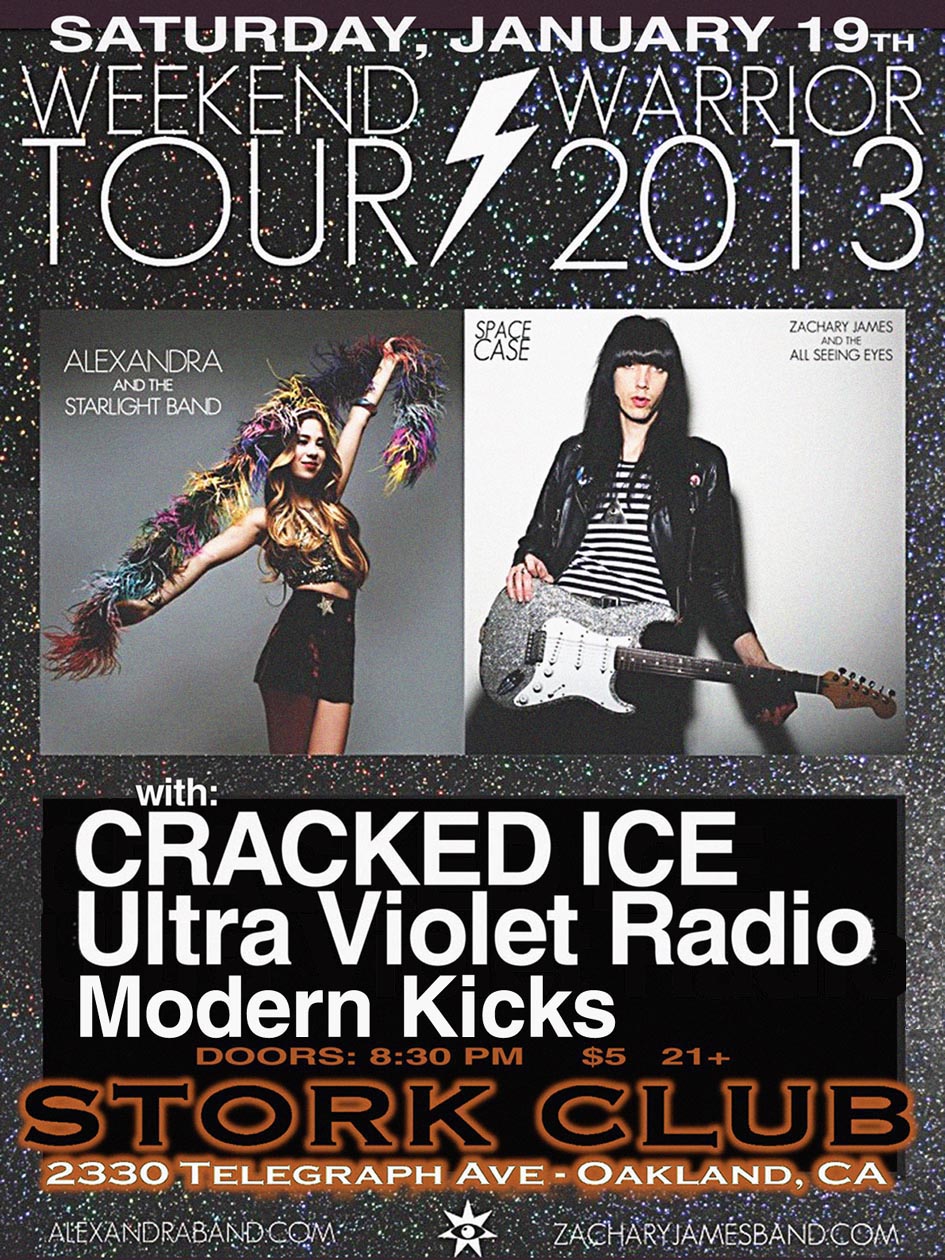 SATURDAY, JANUARY 19TH
WEEKEND WARRIOR
TOUR 2013
ALEXANDRA
AND THE
STARLIGHT BAND
SPACE
CASE
ZACHARY JAMES
AND THE
ALL SEEING EYES
with:
CRACKED ICE
Ultra Violet Radio
Modern Kicks
DOORS: 8:30 PM $5 21+
STORK CLUB
2330 TELEGRAPH AVE - OAKLAND, CA
ALEXANDRABAND.COM ZACHARYJAMESBAND.COM